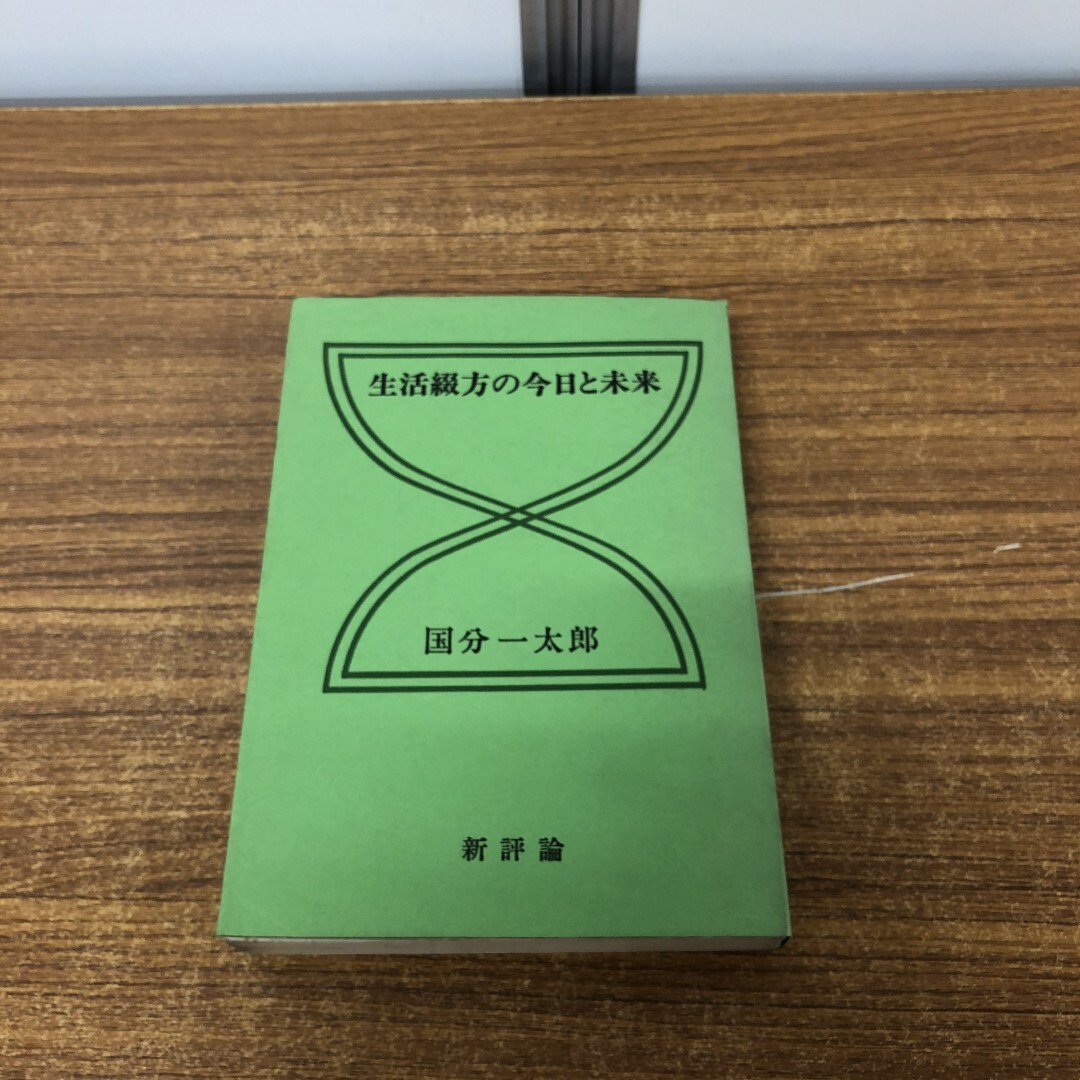 生活綴方の今日と未来
国分一太郎
新評論